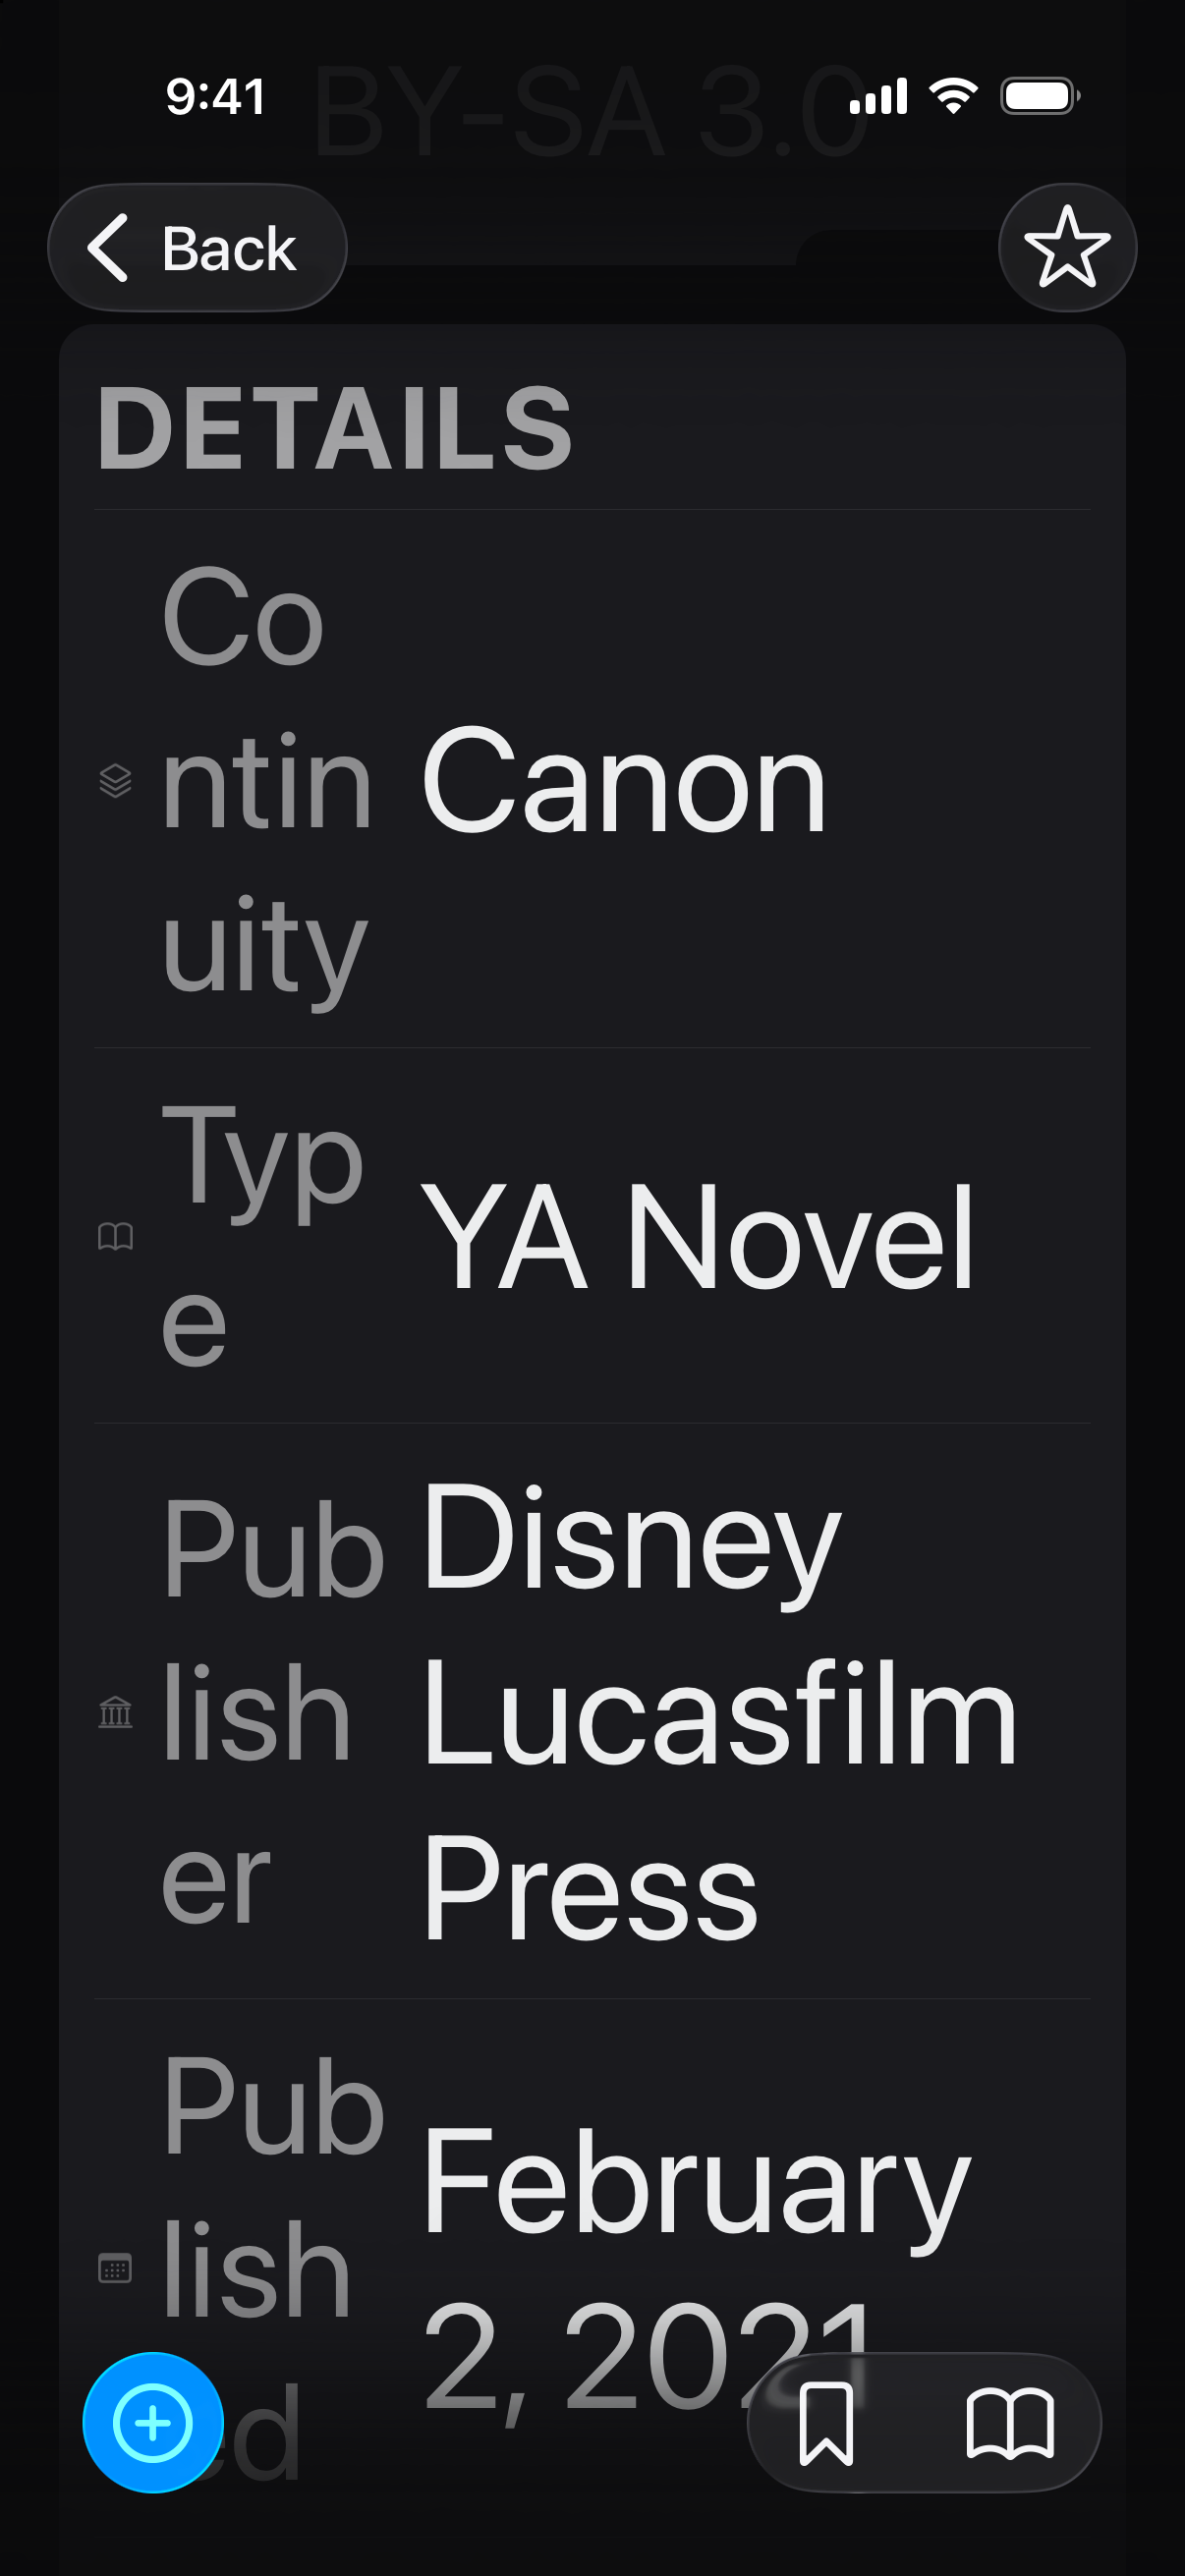 9:41
BY-SA 3.0
Back
DETAILS
Co
ntin
uity
Canon
Typ
e
YA Novel
Pub
lish
er
Disney
Lucasfilm
Press
Pub
lish
ed
February
2, 2021